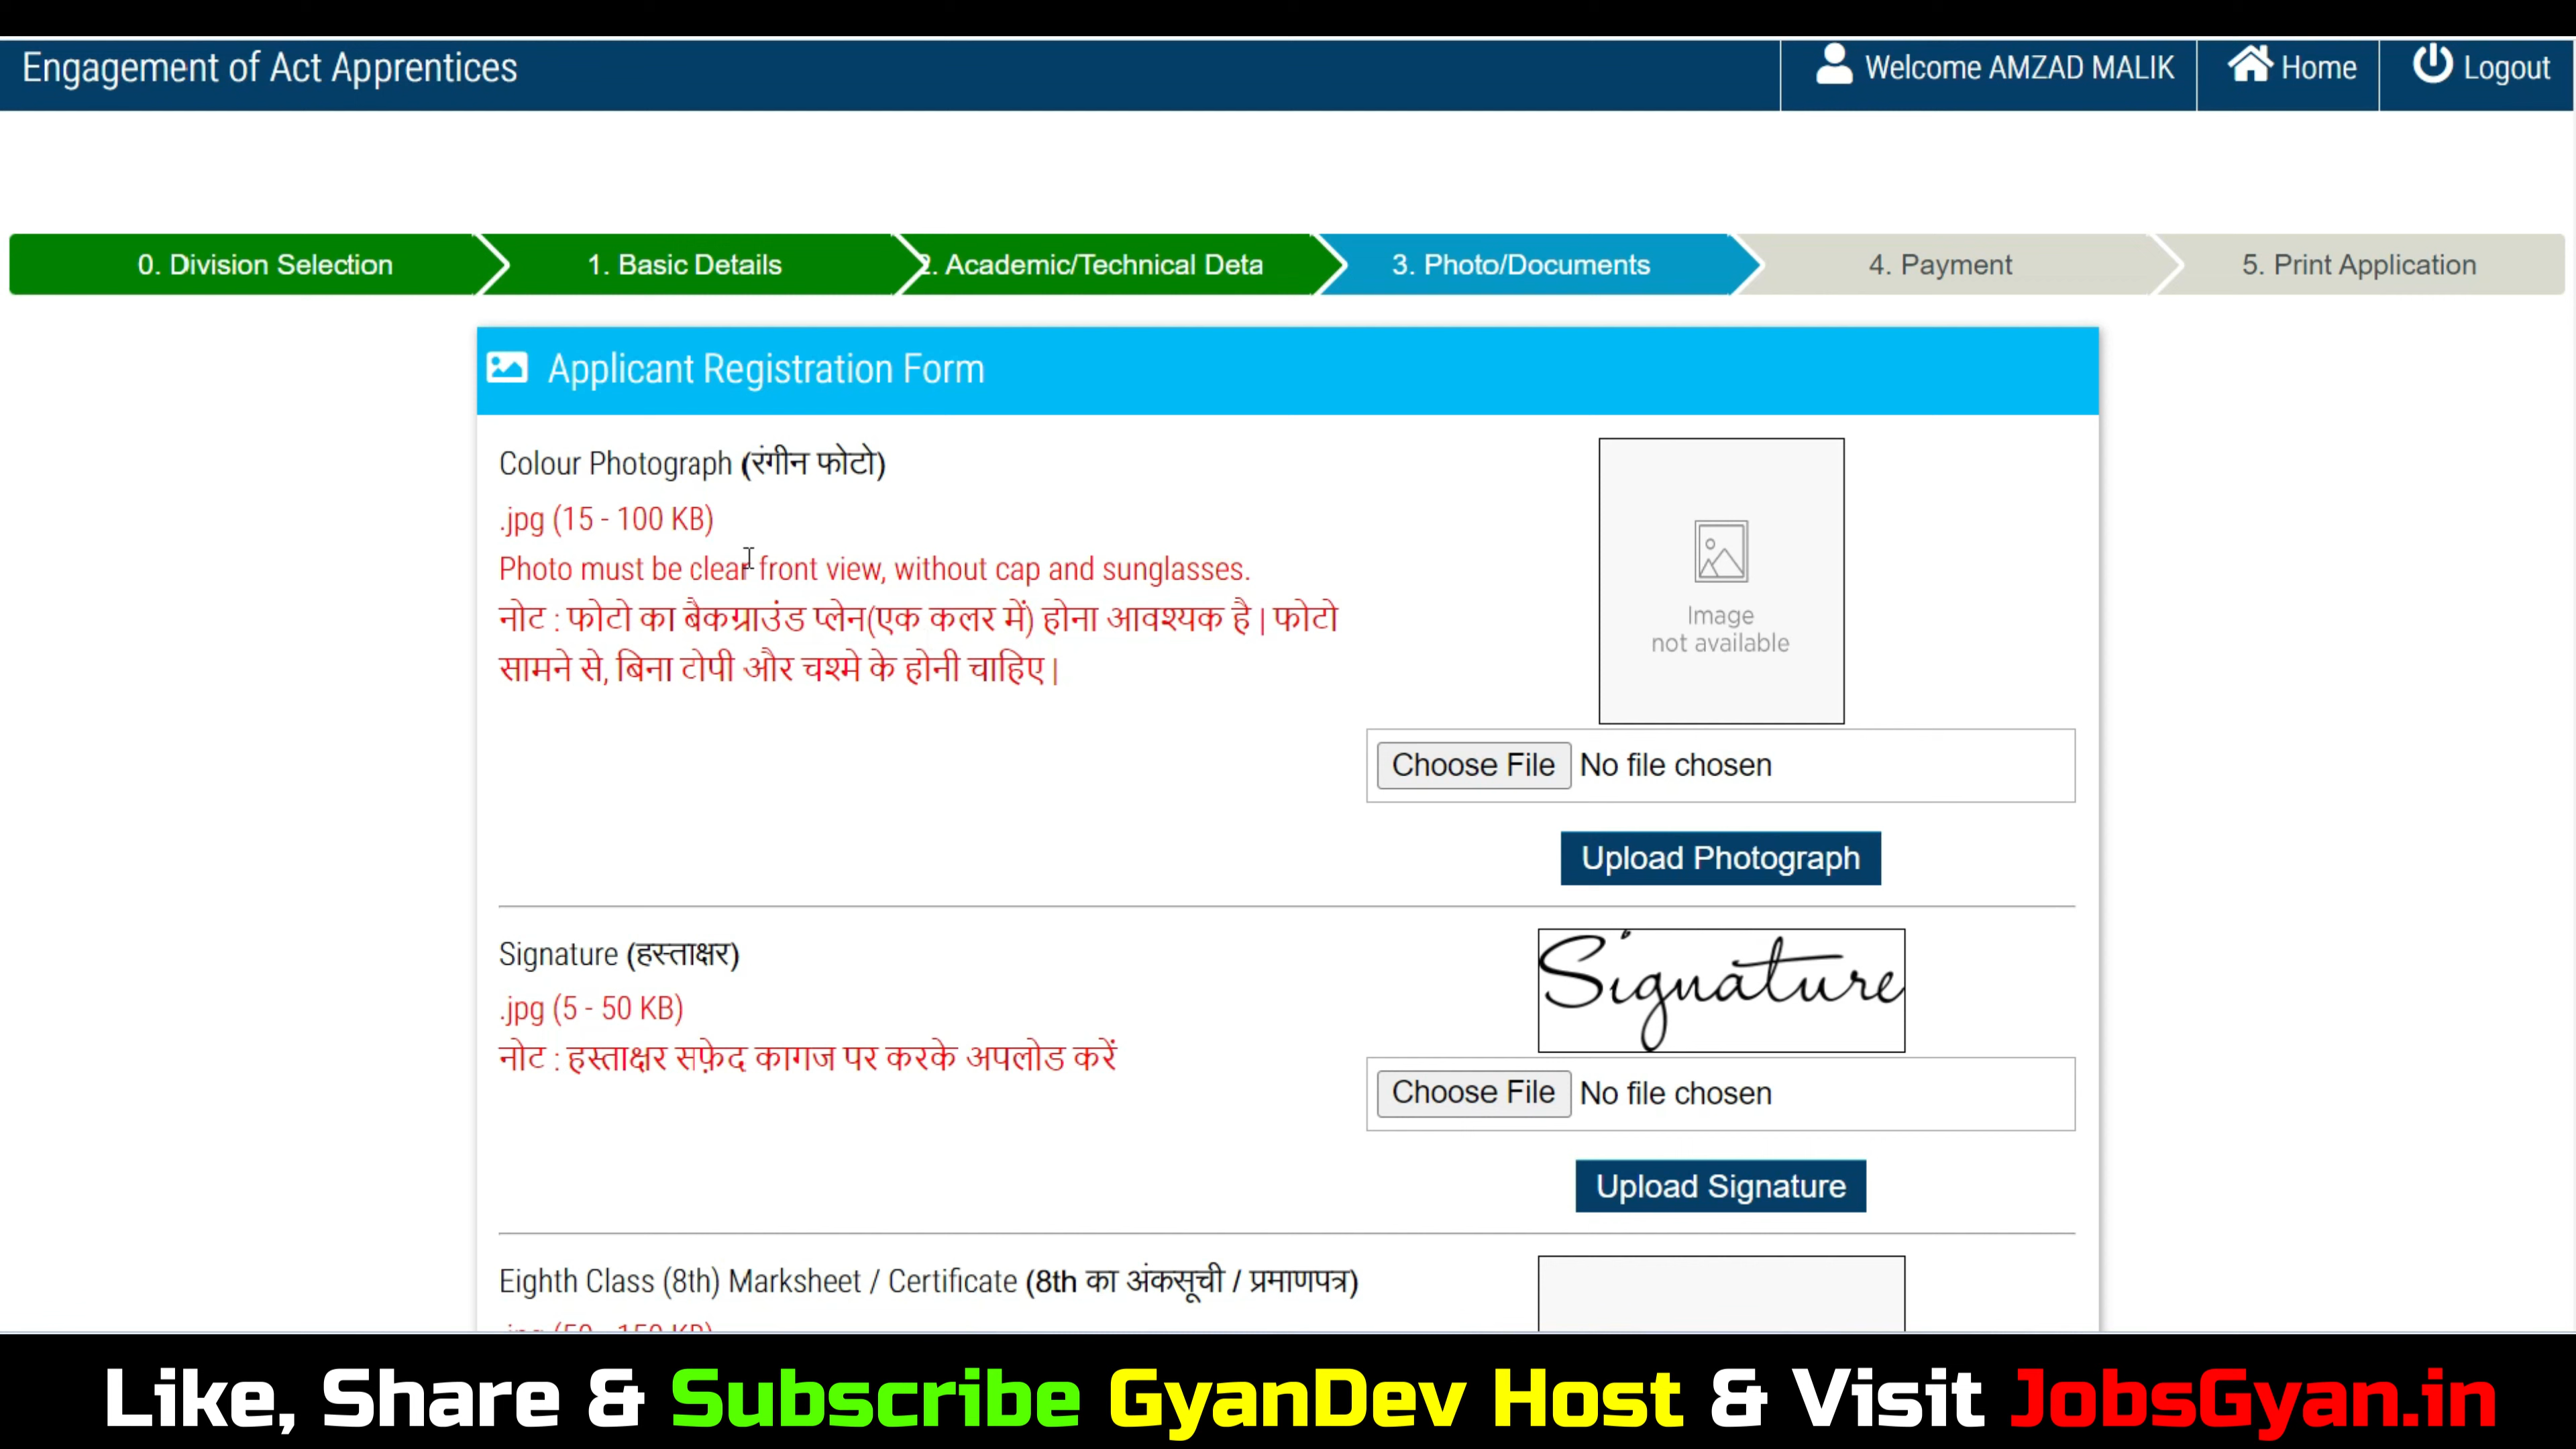 Engagement of Act Apprentices
Welcome AMZAD MALIK
Home
Logout
0. Division Selection
1. Basic Details
2. Academic/Technical Deta
3. Photo/Documents
4. Payment
5. Print Application
Applicant Registration Form
Colour Photograph (रंगीन फोटो)
.jpg (15 - 100 KB)
Photo must be clear front view, without cap and sunglasses.
नोट : फोटो का बैकग्राउंड प्लेन(एक कलर में) होना आवश्यक है | फोटो
सामने से, बिना टोपी और चश्मे के होनी चाहिए |
Image
not available
Choose File No file chosen
Upload Photograph
Signature (हस्ताक्षर)
.jpg (5 - 50 KB)
नोट : हस्ताक्षर सफ़ेद कागज पर करके अपलोड करें
Signature
Choose File No file chosen
Upload Signature
Eighth Class (8th) Marksheet / Certificate (8th का अंकसूची / प्रमाणपत्र)
.jpg (50 - 150 KB)
Like, Share & Subscribe GyanDev Host & Visit JobsGyan.in